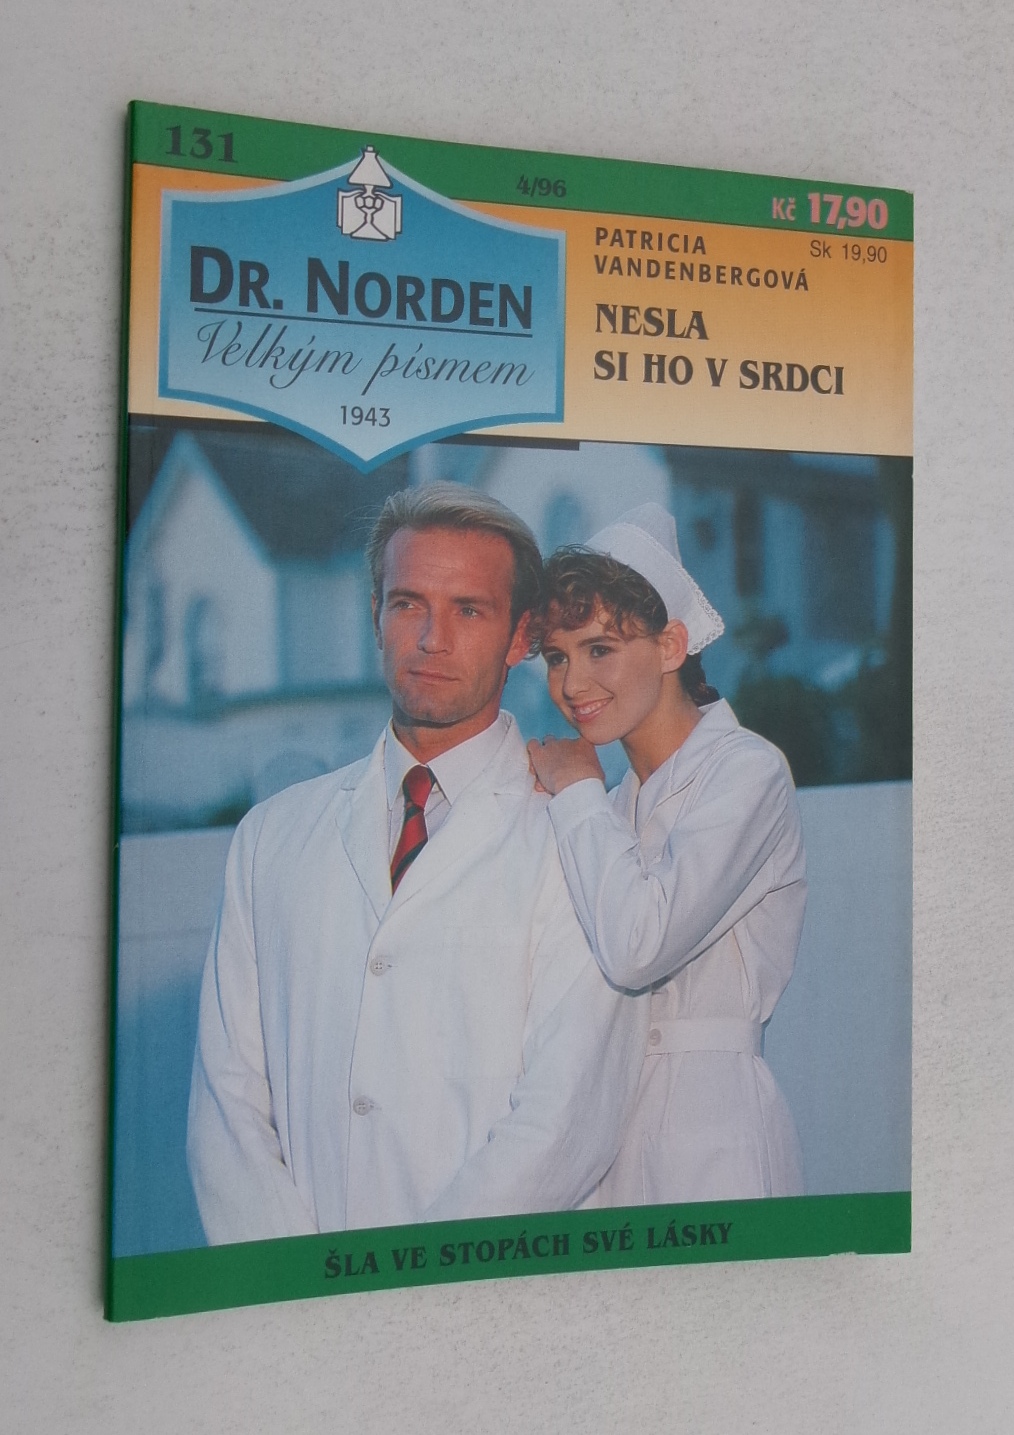 131
4/96
Kč 17,90
Sk 19,90
DR. NORDEN
Velkým písmem
1943
PATRICIA
VANDENBERGOVÁ
NESLA
SI HO V SRDCI
ŠLA VE STOPÁCH SVÉ LÁSKY